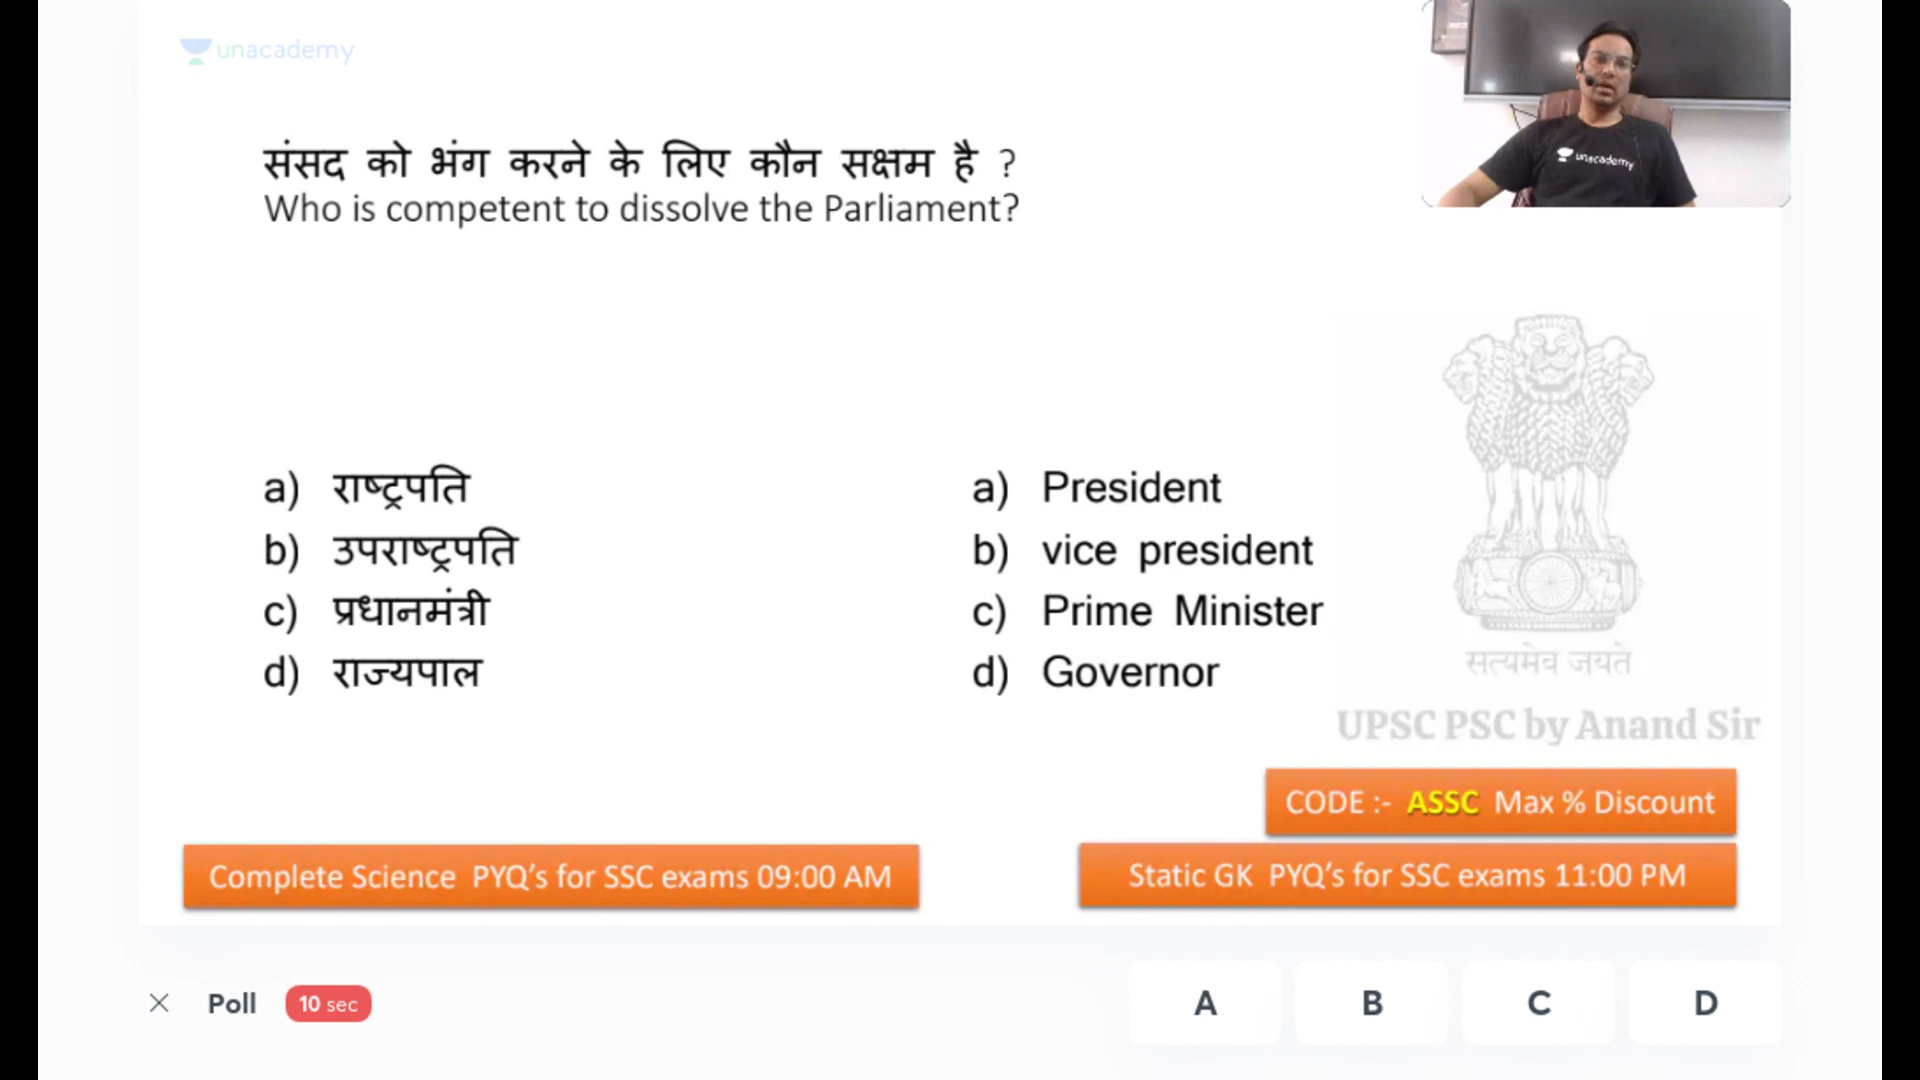 unacademy
unacademy
संसद को भंग करने के लिए कौन सक्षम है ?
Who is competent to dissolve the Parliament?
a) राष्ट्रपति
b) उपराष्ट्रपति
c) प्रधानमंत्री
d) राज्यपाल
a) President
b) vice president
c) Prime Minister
d) Governor
सत्यमेव जयते
UPSC PSC by Anand Sir
CODE :- ASSC Max % Discount
Complete Science PYQ's for SSC exams 09:00 AM
Static GK PYQ's for SSC exams 11:00 PM
Poll 10 sec
A B C D